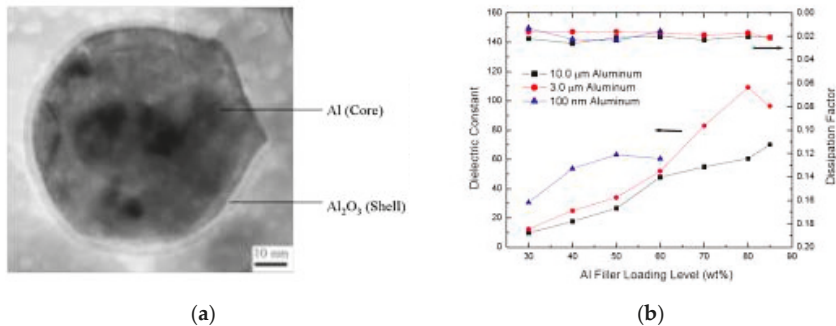 Al (Core)
Al₂O₃ (Shell)
10 nm
(a)
Dielectric Constant
160
140
120
100
80
60
40
20
0
10.0 μm Aluminum
3.0 μm Aluminum
100 nm Aluminum
0.00
0.02
0.04
0.06
0.08
0.10
0.12
0.14
0.16
0.18
0.20
Dissipation Factor
30 40 50 60 70 80 90
Al Filler Loading Level (wt%)
(b)